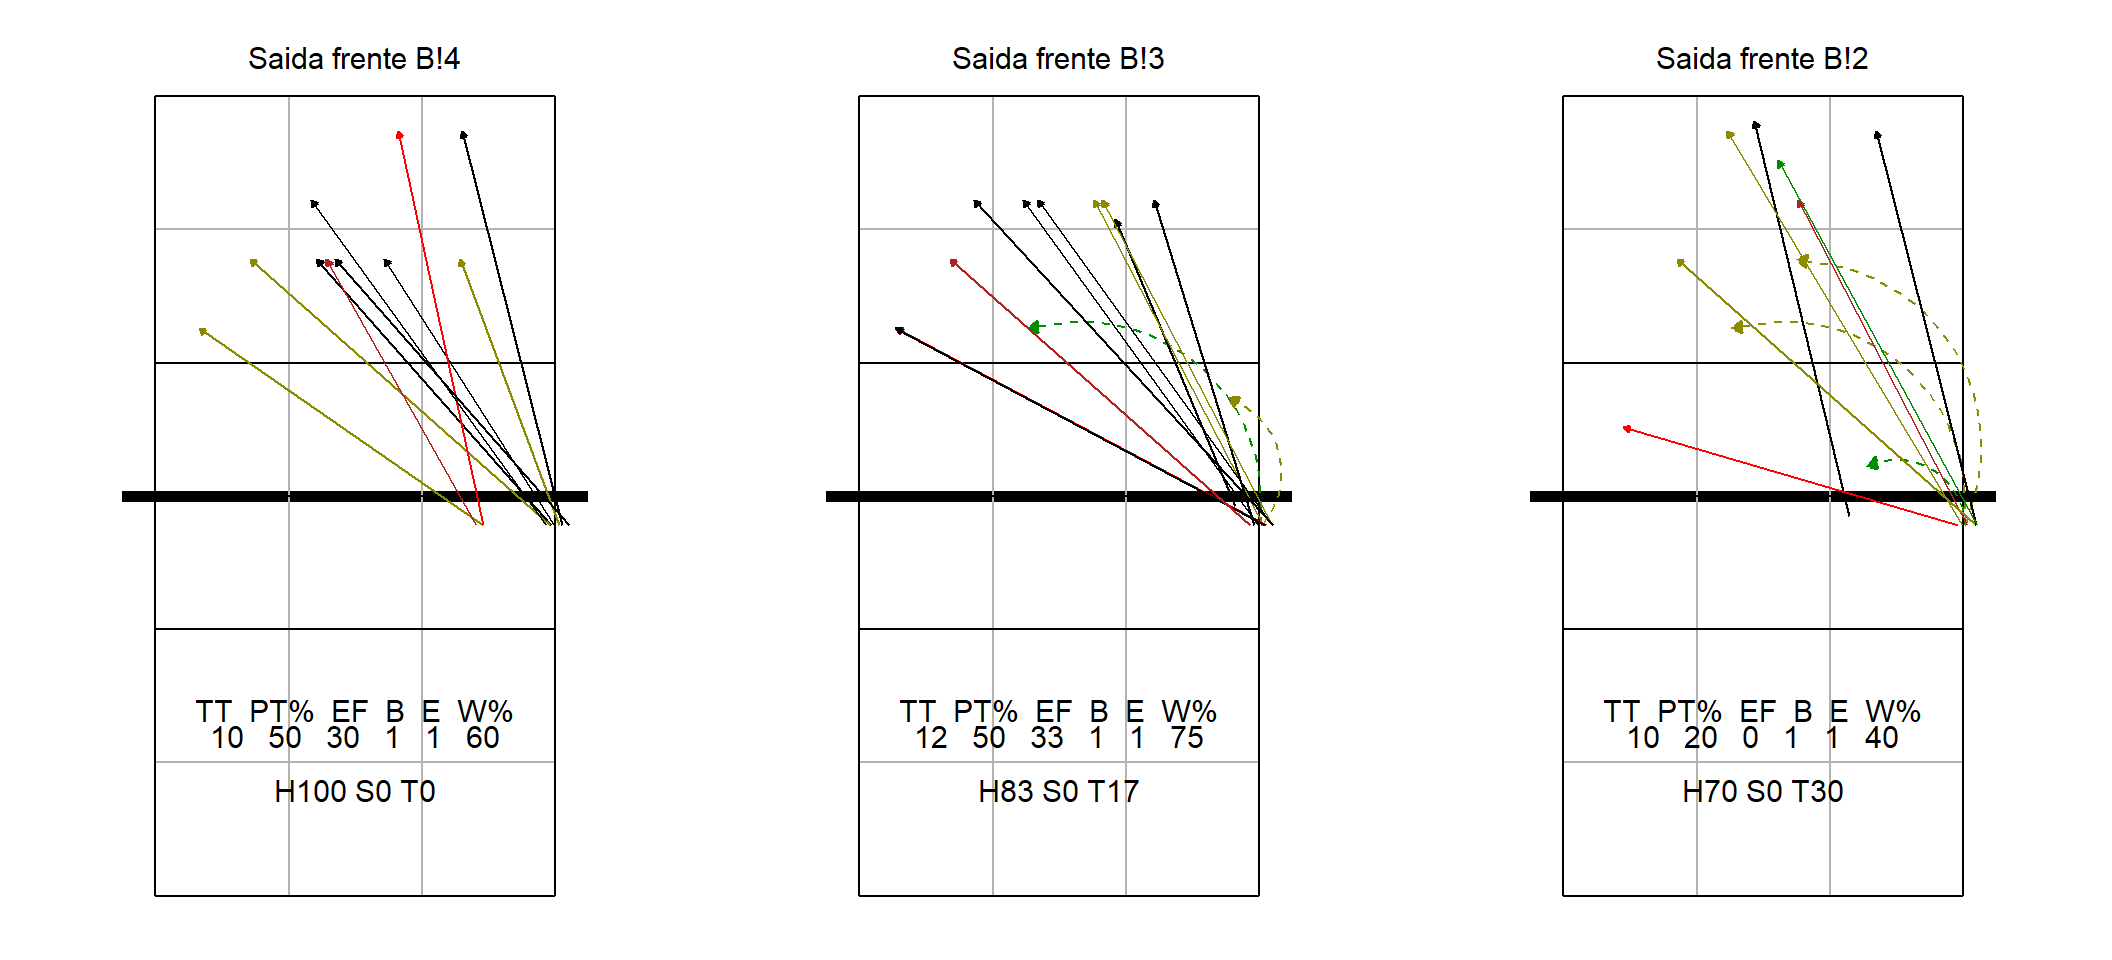 Saida frente B!4
TT PT% EF B E W%
10 50 30 1 1 60
H100 S0 T0
Saida frente B!3
TT PT% EF B E W%
12 50 33 1 1 75
H83 S0 T17
Saida frente B!2
TT PT% EF B E W%
10 20 0 1 1 40
H70 S0 T30